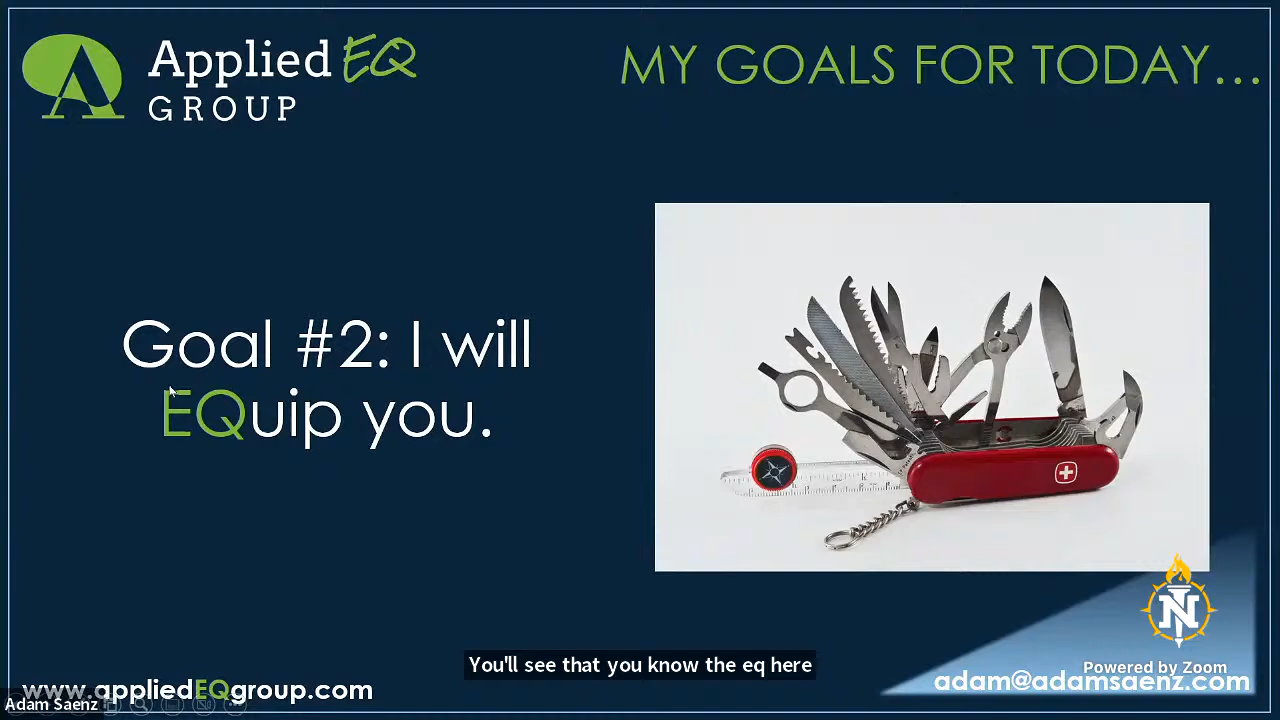 Applied EQ
GROUP
MY GOALS FOR TODAY...
Goal #2: I will
EQuip you.
N
You'll see that you know the eq here
Powered by Zoom
www.appliedEQgroup.com
adam@adamsaenz.com
Adam Saenz